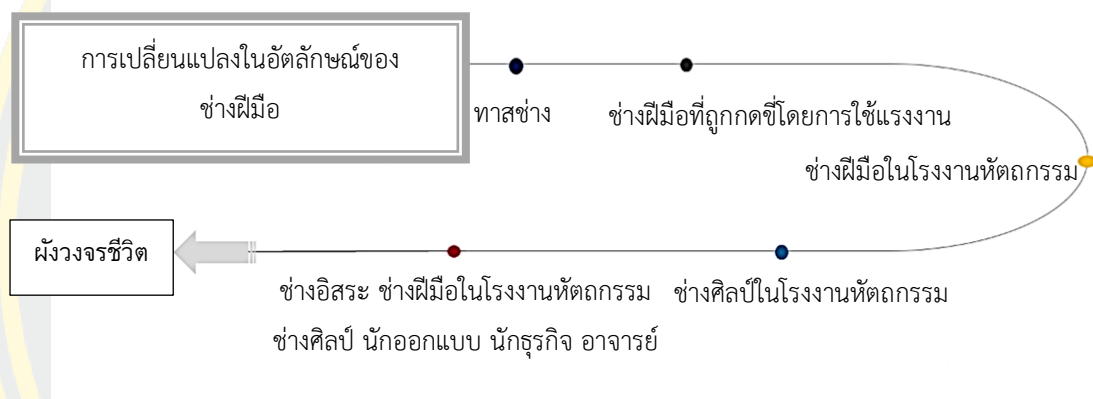 การเปลี่ยนแปลงในอัตลักษณ์ของ
ช่างฝีมือ
ทาสช่าง
ช่างฝีมือที่ถูกกดขี่โดยการใช้แรงงาน
ช่างฝีมือในโรงงานหัตถกรรม
ช่างศิลป์ในโรงงานหัตถกรรม
ช่างอิสระ ช่างฝีมือในโรงงานหัตถกรรม
ช่างศิลป์ นักออกแบบ นักธุรกิจ อาจารย์
ผังวงจรชีวิต